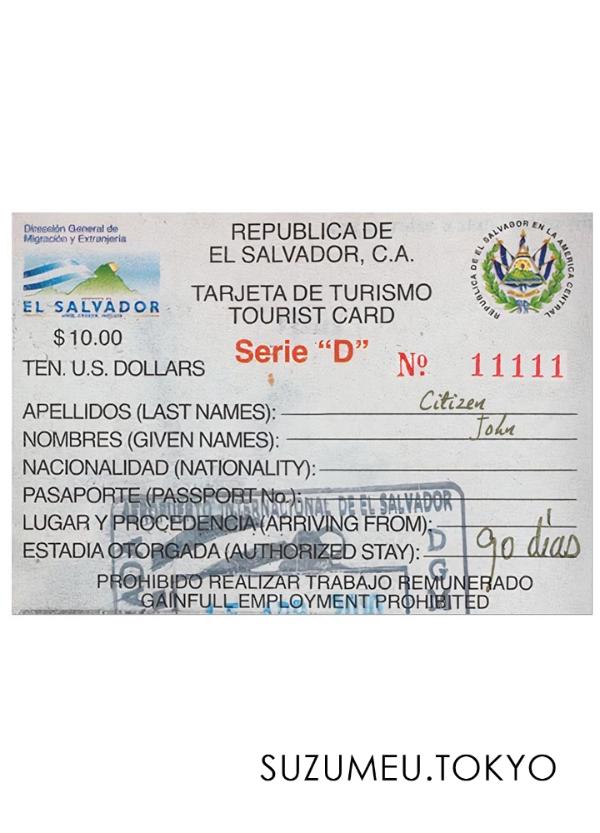 Dirección General de
Migración y Extranjería
EL SALVADOR
$10.00
TEN. U.S. DOLLARS
REPUBLICA DE
EL SALVADOR, C.A.
TARJETA DE TURISMO
TOURIST CARD
Serie "D"
REPUBLICA DE EL SALVADOR EN LA AMERICA CENTRAL
Nº 11111
APELLIDOS (LAST NAMES): Citizen
NOMBRES (GIVEN NAMES): John
NACIONALIDAD (NATIONALITY):
PASAPORTE (PASSPORT No.):
AEROPUERTO INTERNACIONAL DE EL SALVADOR
LUGAR Y PROCEDENCIA (ARRIVING FROM):
ESTADIA OTORGADA (AUTHORIZED STAY): 90 días
PROHIBIDO REALIZAR TRABAJO REMUNERADO
GAINFULL EMPLOYMENT PROHIBITED
SUZUMEU.TOKYO